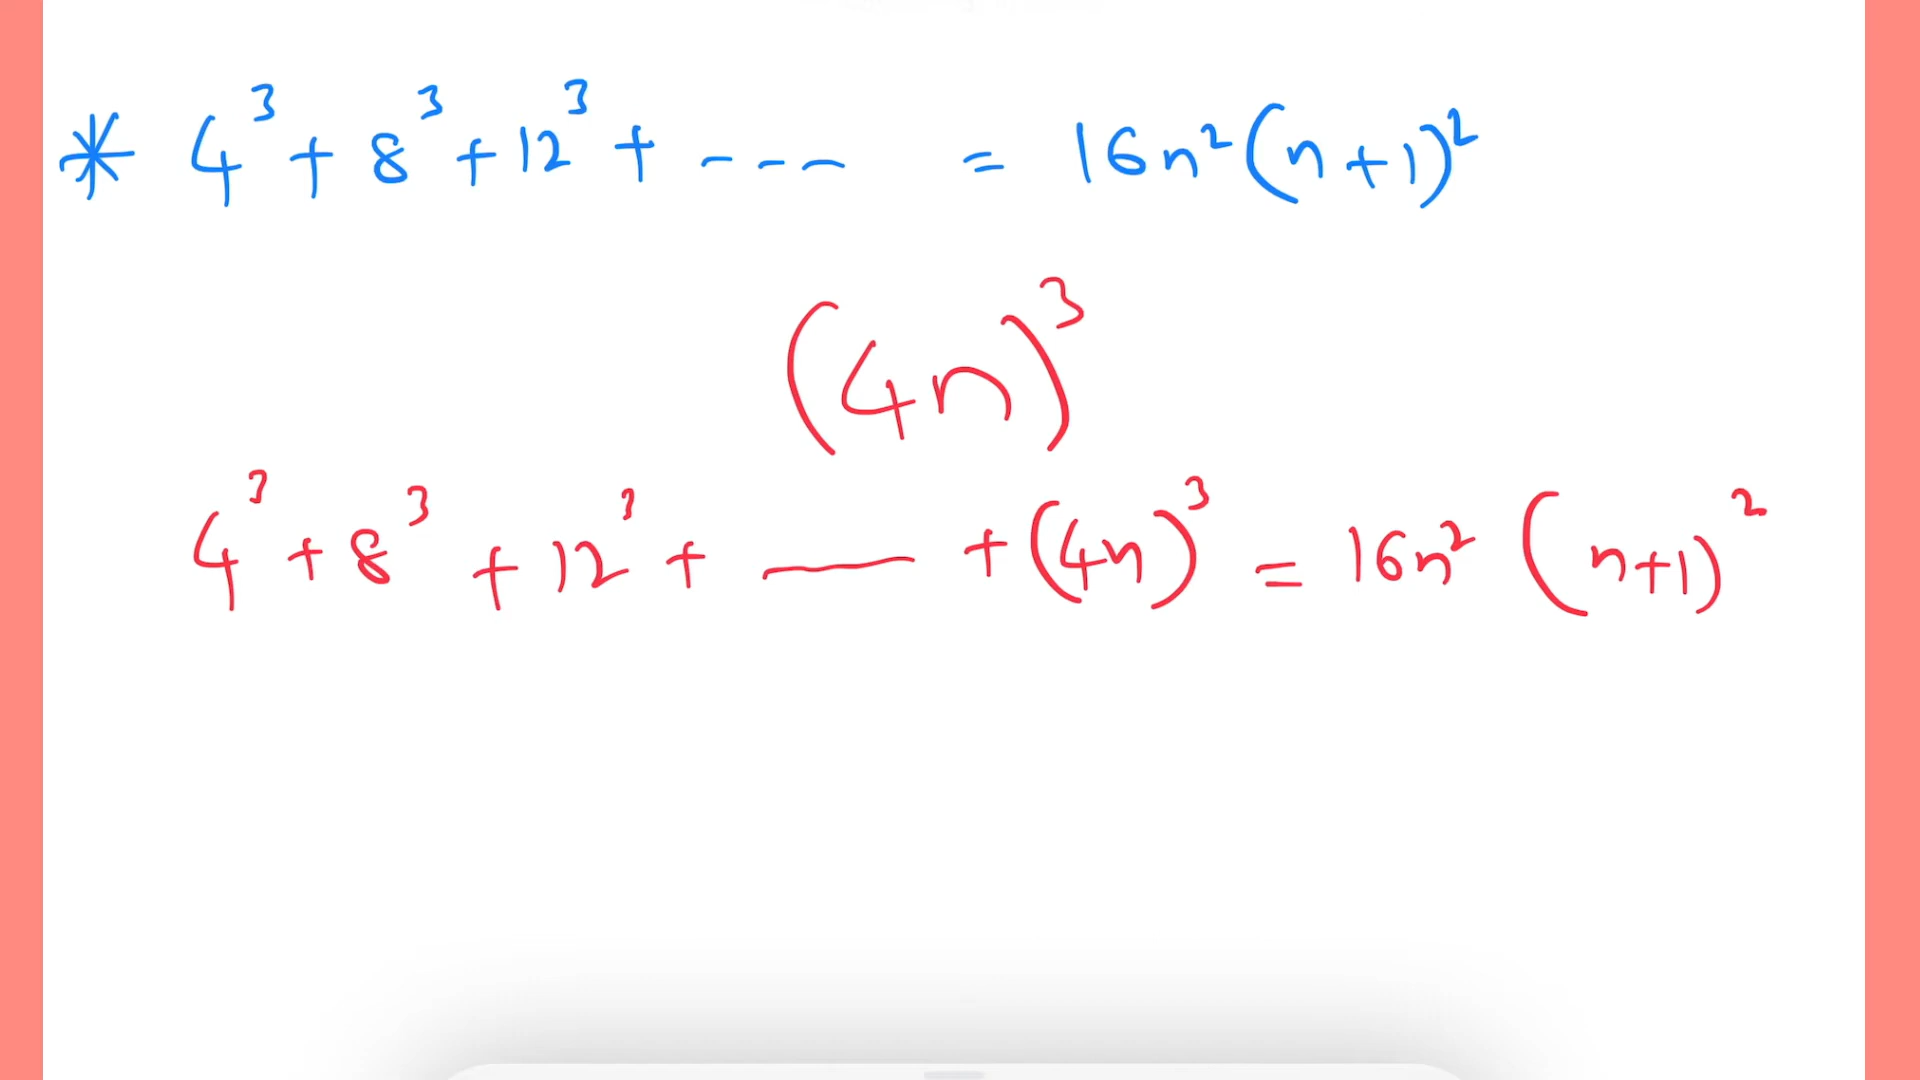 * 4³ + 8³ + 12³ + - - - = 16n² (n+1)²
(4n)³
4³ + 8³ + 12³ + —— + (4n)³ = 16n² (n+1)²